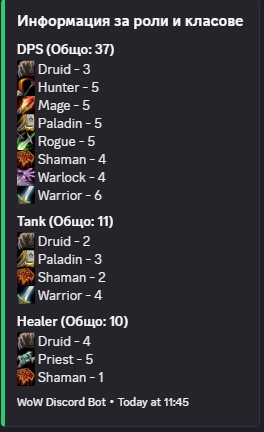 Информация за роли и класове
DPS (Общо: 37)
Druid - 3
Hunter - 5
Mage - 5
Paladin - 5
Rogue - 5
Shaman - 4
Warlock - 4
Warrior - 6
Tank (Общо: 11)
Druid - 2
Paladin - 3
Shaman - 2
Warrior - 4
Healer (Общо: 10)
Druid - 4
Priest - 5
Shaman - 1
WoW Discord Bot • Today at 11:45